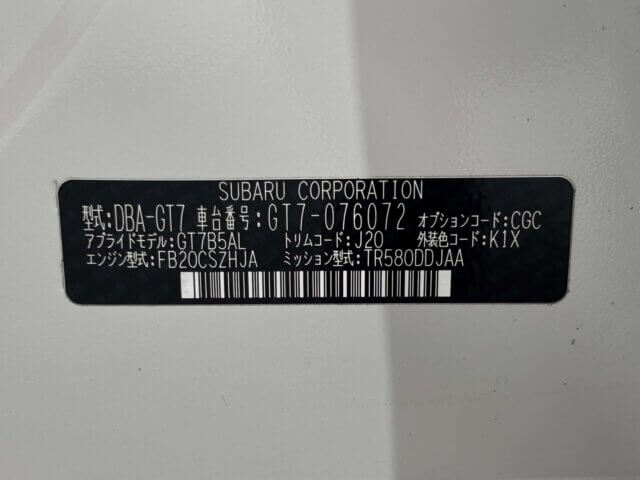 SUBARU CORPORATION
型式:DBA-GT7 車台番号:GT7-076072 オプションコード:CGC
アプライドモデル:GT7B5AL トリムコード:J20 外装色コード:K1X
エンジン型式:FB20CSZHJA ミッション型式:TR580DDJAA